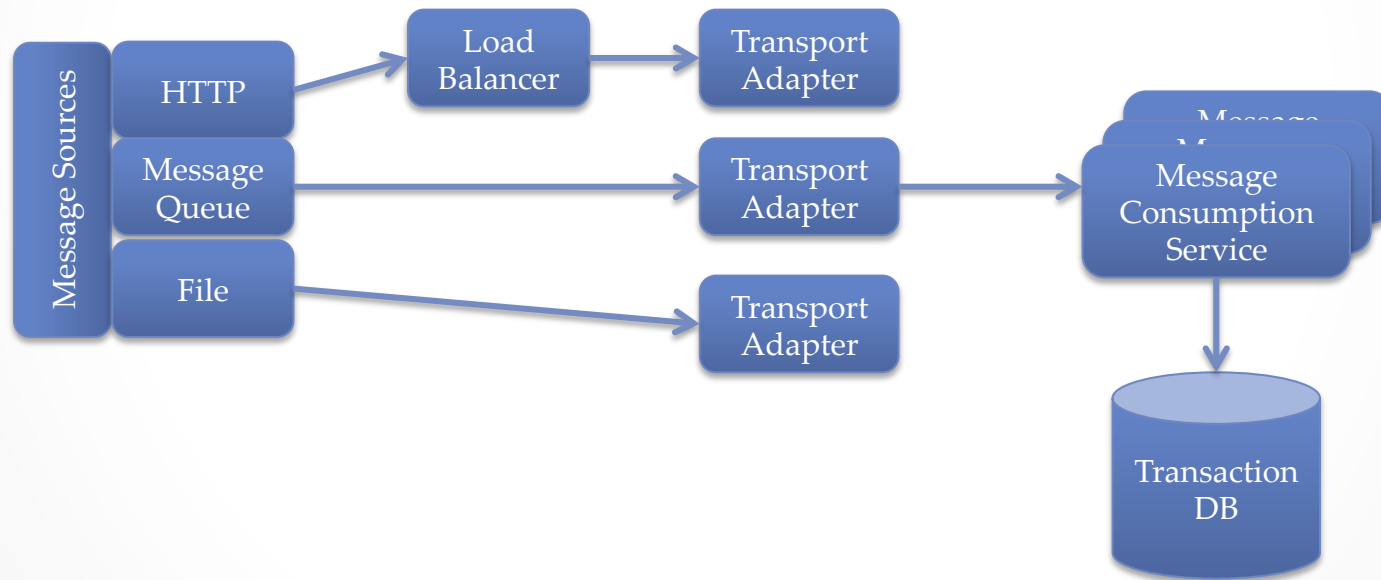 Message Sources
HTTP
Message
Queue
File
Load
Balancer
Transport
Adapter
Transport
Adapter
Transport
Adapter
Message
Message
Consumption
Service
Transaction
DB